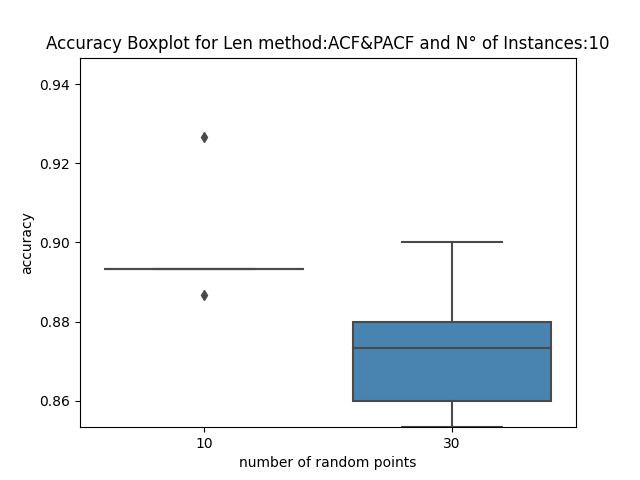 Accuracy Boxplot for Len method:ACF&PACF and N° of Instances:10
0.94
0.92
0.90
0.88
0.86
accuracy
10
30
number of random points